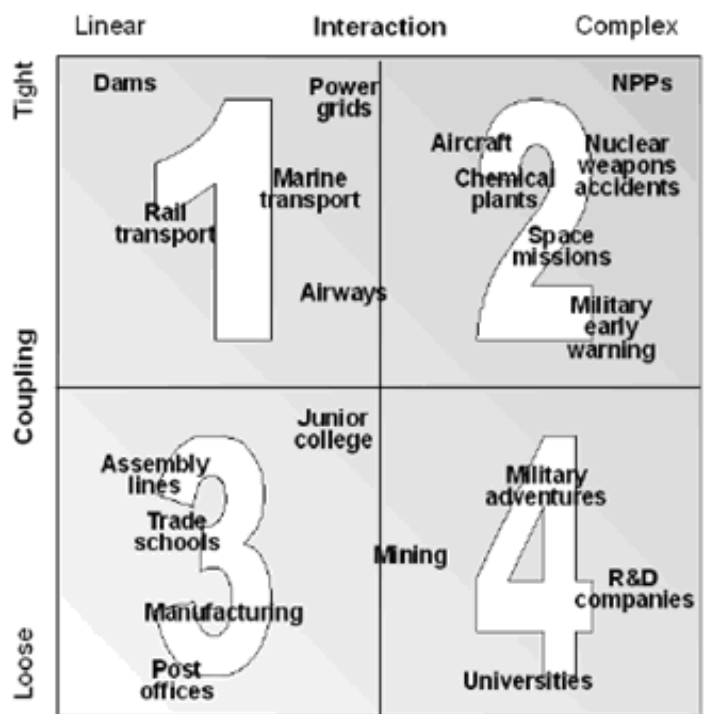 Linear Interaction Complex
Tight
Coupling
Loose
1
Dams
Power
grids
Marine
transport
Rail
transport
Airways
2
NPPs
Aircraft
Nuclear
weapons
accidents
Chemical
plants
Space
missions
Military
early
warning
3
Junior
college
Assembly
lines
Trade
schools
Manufacturing
Post
offices
4
Military
adventures
Mining
R&D
companies
Universities